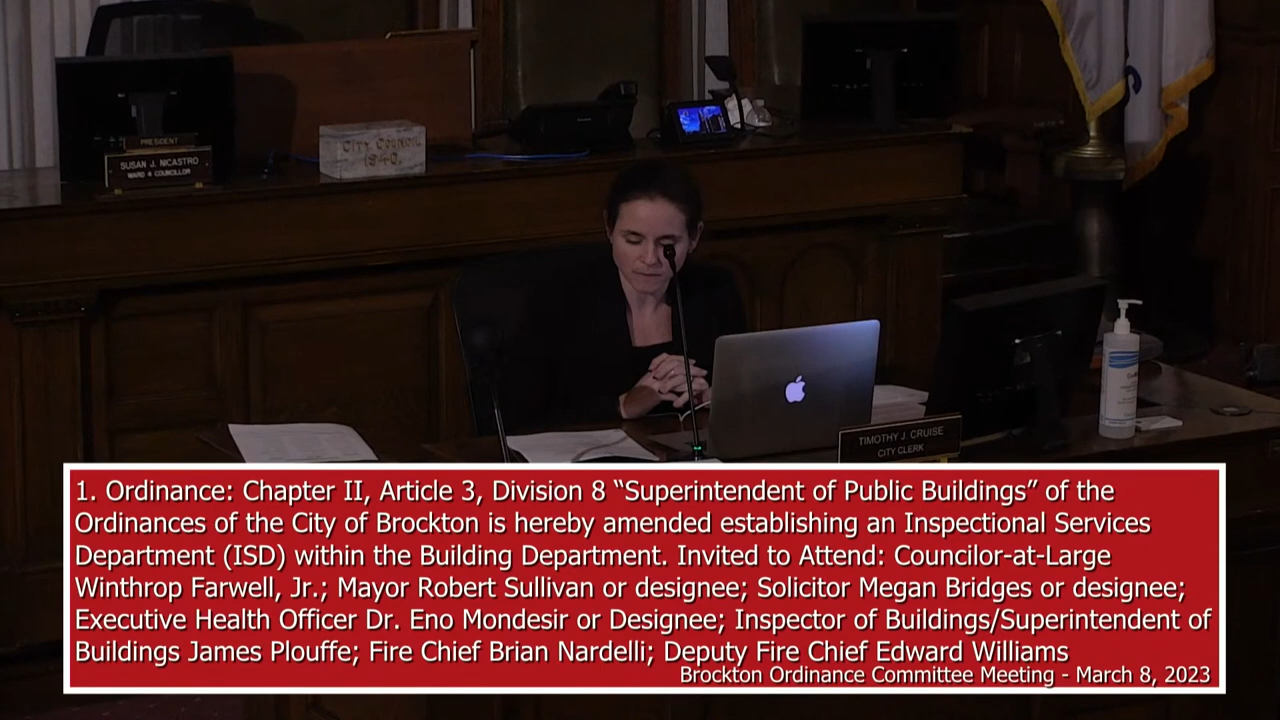 PRESIDENT
SUSAN J. NICASTRO
WARD 4 COUNCILLOR
CITY COUNCIL
1840.
TIMOTHY J. CRUISE
CITY CLERK
1. Ordinance: Chapter II, Article 3, Division 8 “Superintendent of Public Buildings” of the
Ordinances of the City of Brockton is hereby amended establishing an Inspectional Services
Department (ISD) within the Building Department. Invited to Attend: Councilor-at-Large
Winthrop Farwell, Jr.; Mayor Robert Sullivan or designee; Solicitor Megan Bridges or designee;
Executive Health Officer Dr. Eno Mondesir or Designee; Inspector of Buildings/Superintendent of
Buildings James Plouffe; Fire Chief Brian Nardelli; Deputy Fire Chief Edward Williams
Brockton Ordinance Committee Meeting - March 8, 2023